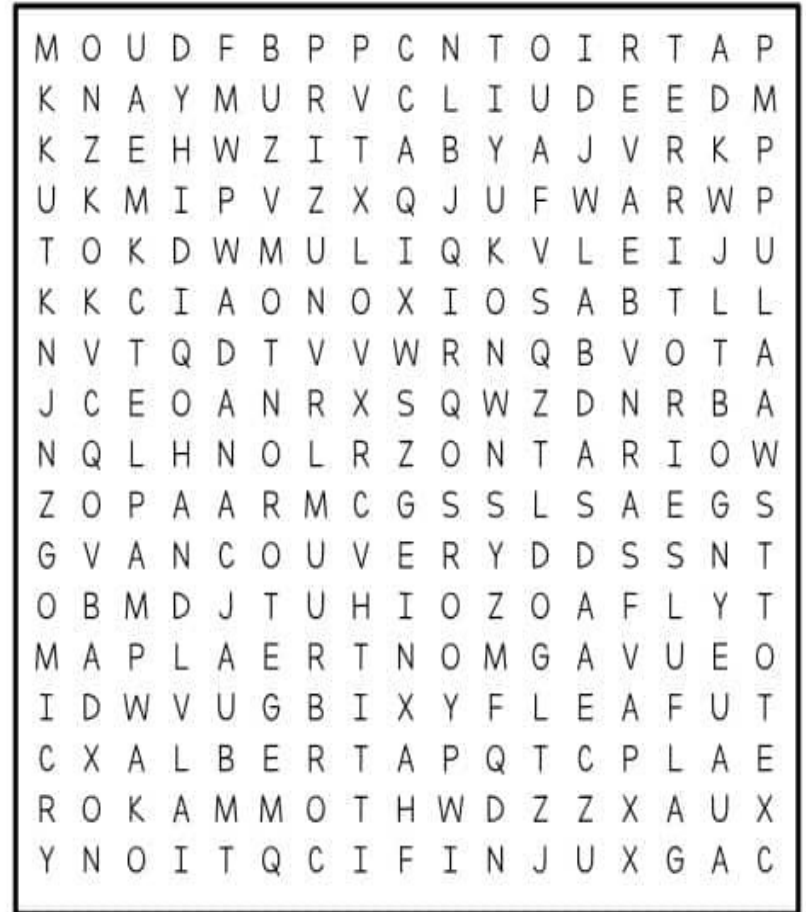 M O U D F B P P C N T O I R T A P
K N A Y M U R V C L I U D E E D M
K Z E H W Z I T A B Y A J V R K P
U K M I P V Z X Q J U F W A R W P
T O K D W M U L I Q K V L E I J U
K K C I A O N O X I O S A B T L L
N V T Q D T V V W R N Q B V O T A
J C E O A N R X S Q W Z D N R B A
N Q L H N O L R Z O N T A R I O W
Z O P A A R M C G S S L S A E G S
G V A N C O U V E R Y D D S S N T
O B M D J T U H I O Z O A F L Y T
M A P L A E R T N O M G A V U E O
I D W V U G B I X Y F L E A F U T
C X A L B E R T A P Q T C P L A E
R O K A M M O T H W D Z Z X A U X
Y N O I T Q C I F I N J U X G A C